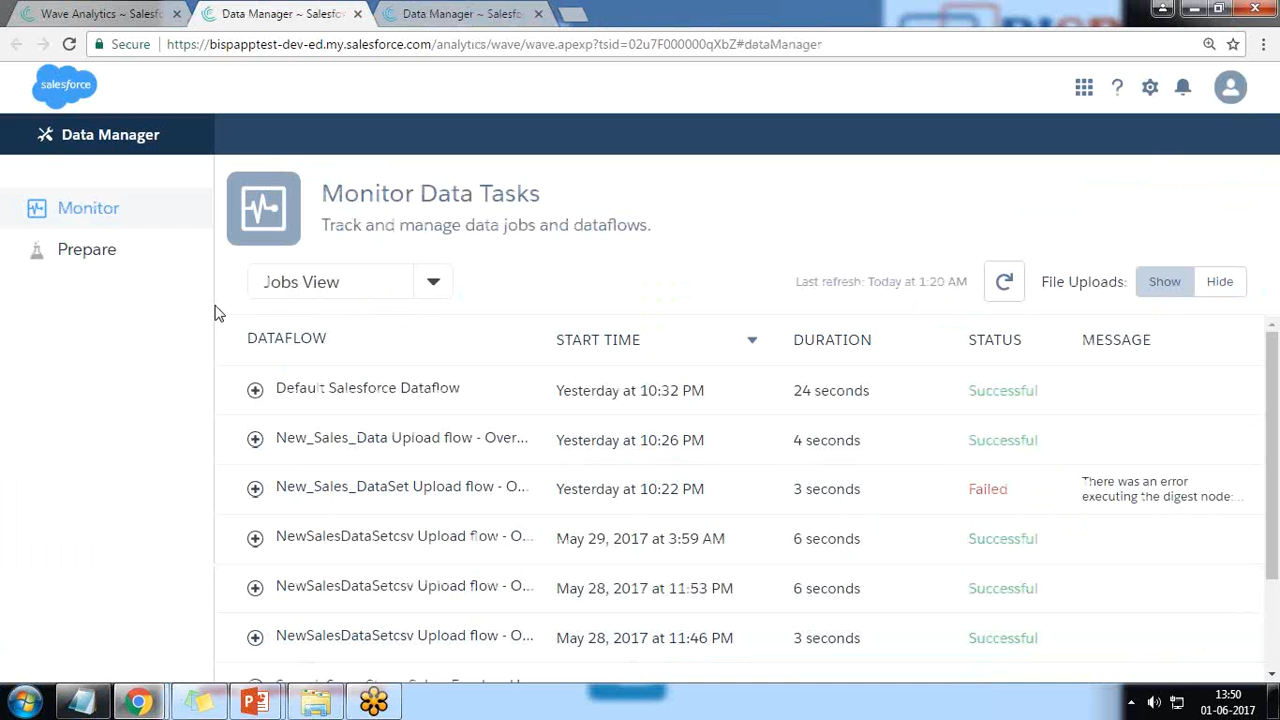 Wave Analytics ~ Salesfo
Data Manager ~ Salesfor
Data Manager ~ Salesfo
Secure
https://bispapptest-dev-ed.my.salesforce.com/analytics/wave/wave.apexp?tsid=02u7F000000qXbZ#dataManager
salesforce
Data Manager
Monitor
Prepare
Monitor Data Tasks
Track and manage data jobs and dataflows.
Jobs View
Last refresh: Today at 1:20 AM
File Uploads:
Show
Hide
DATAFLOW START TIME DURATION STATUS MESSAGE
Default Salesforce Dataflow Yesterday at 10:32 PM 24 seconds Successful
New_Sales_Data Upload flow - Over... Yesterday at 10:26 PM 4 seconds Successful
New_Sales_DataSet Upload flow - O... Yesterday at 10:22 PM 3 seconds Failed There was an error
executing the digest node: ...
NewSalesDataSetcsv Upload flow - O... May 29, 2017 at 3:59 AM 6 seconds Successful
NewSalesDataSetcsv Upload flow - O... May 28, 2017 at 11:53 PM 6 seconds Successful
NewSalesDataSetcsv Upload flow - O... May 28, 2017 at 11:46 PM 3 seconds Successful
13:50
01-06-2017